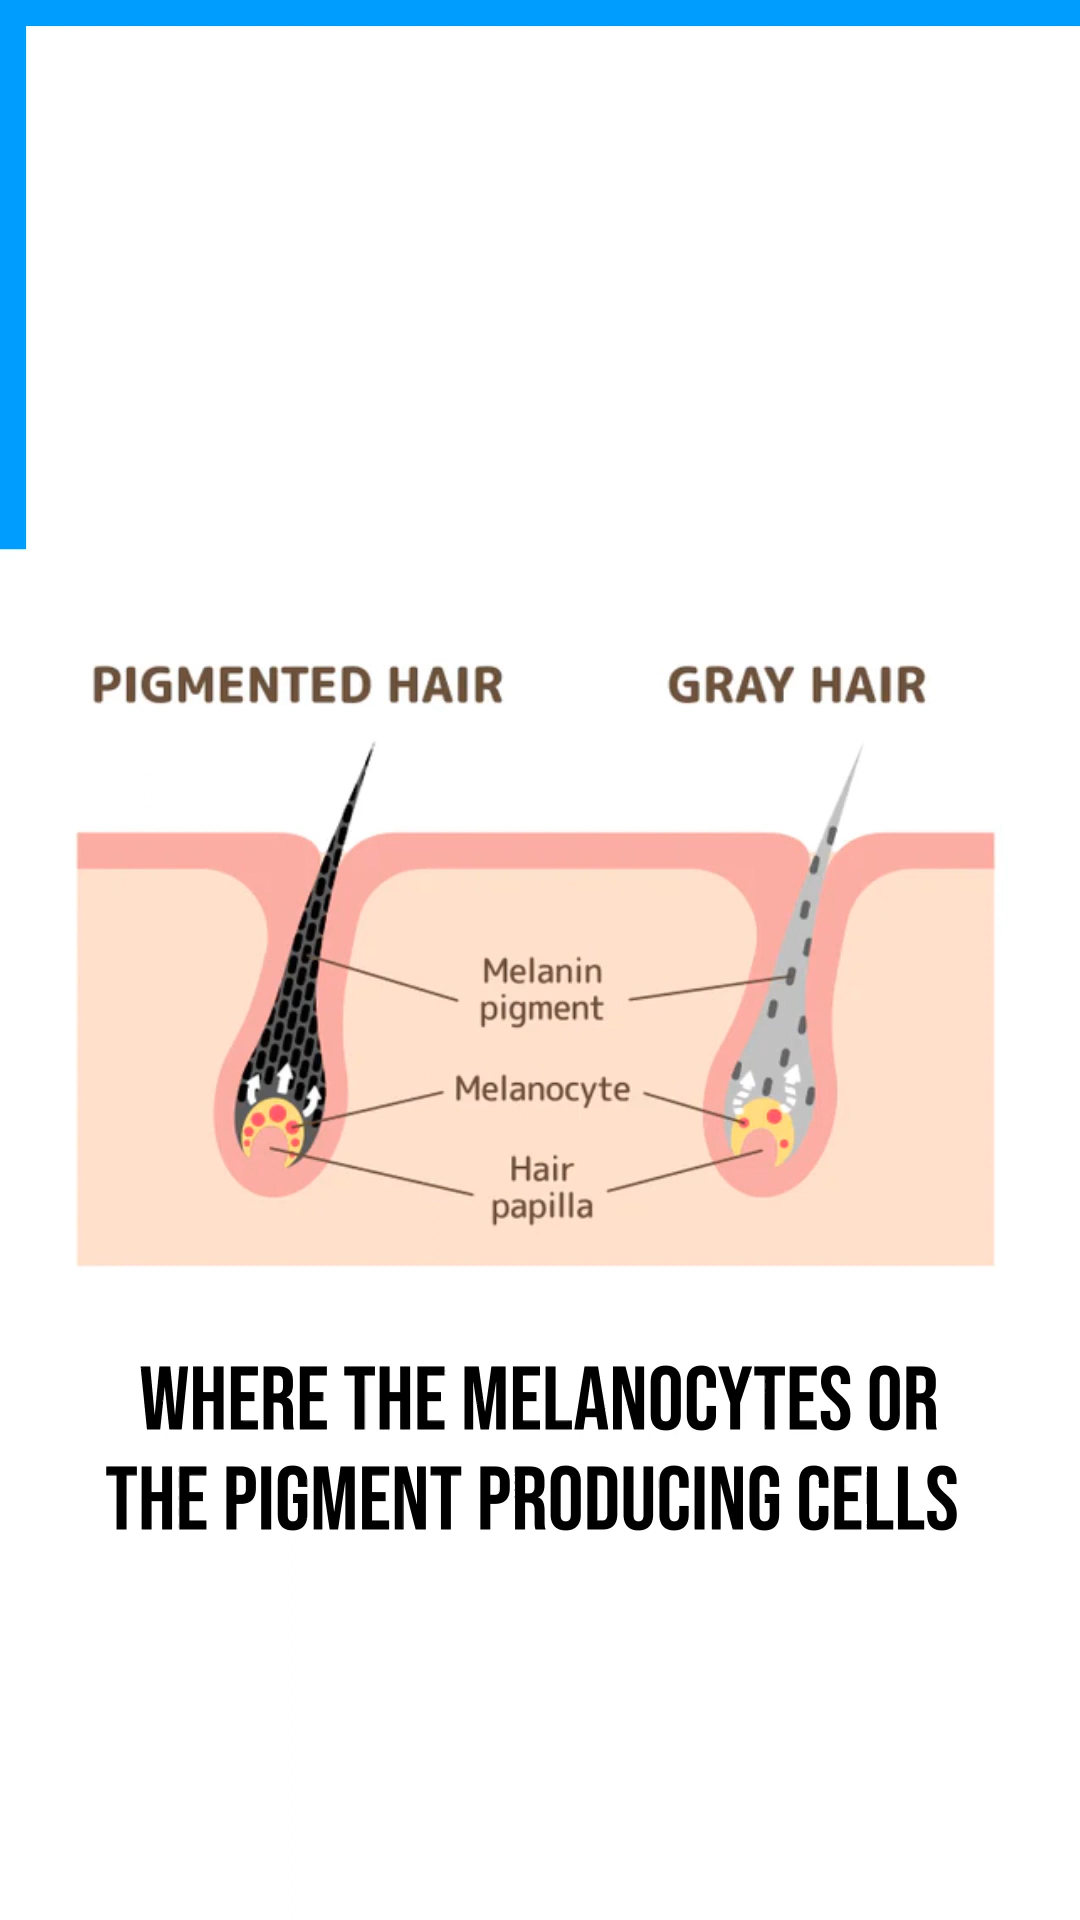 PIGMENTED HAIR
GRAY HAIR
Melanin
pigment
Melanocyte
Hair
papilla
WHERE THE MELANOCYTES OR
THE PIGMENT PRODUCING CELLS